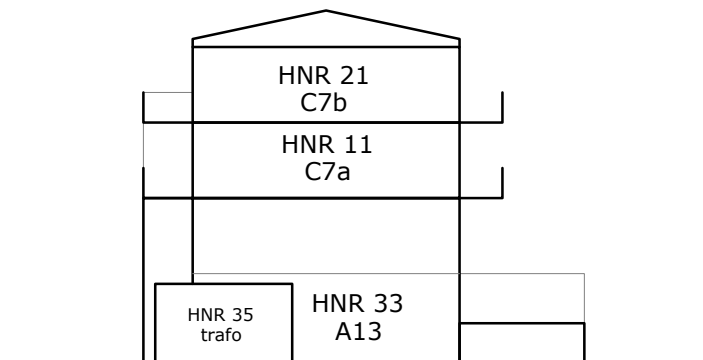 HNR 21
C7b
HNR 11
C7a
HNR 35
trafo
HNR 33
A13